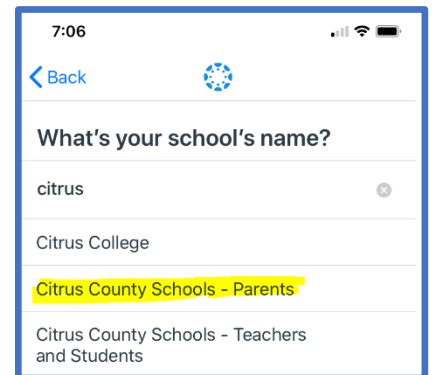 7:06
Back
What's your school's name?
citrus
Citrus College
Citrus County Schools - Parents
Citrus County Schools - Teachers
and Students